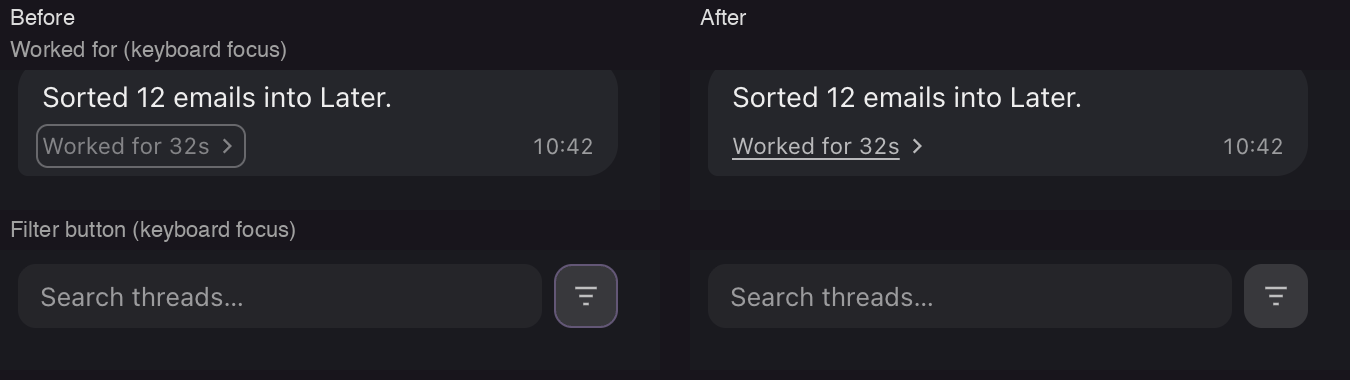 Before
After
Worked for (keyboard focus)
Sorted 12 emails into Later.
Worked for 32s
10:42
Sorted 12 emails into Later.
Worked for 32s
10:42
Filter button (keyboard focus)
Search threads...
Search threads...